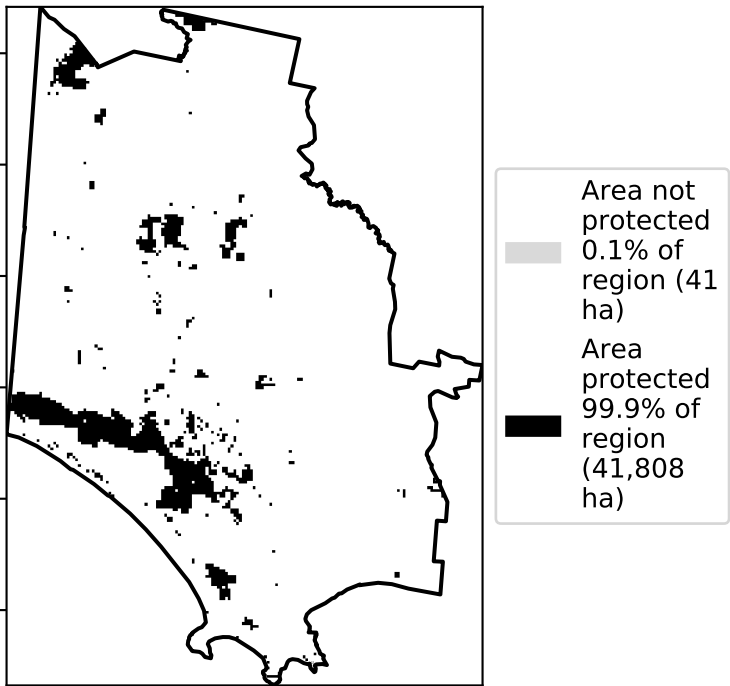 Area not
protected
0.1% of
region (41
ha)
Area
protected
99.9% of
region
(41,808
ha)